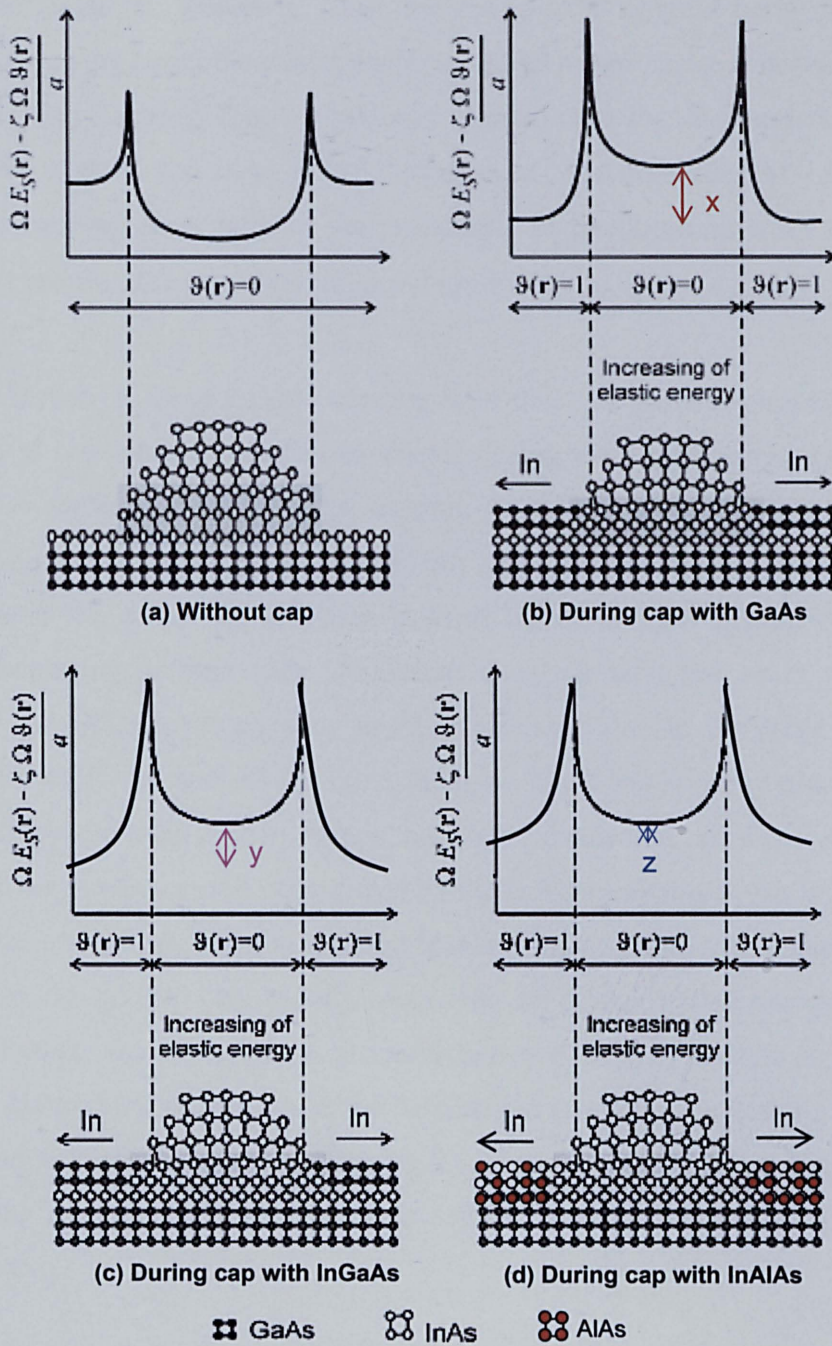 Ω E_S(r) - ζ Ω ϑ(r)
a
ϑ(r)=0
(a) Without cap
Ω E_S(r) - ζ Ω ϑ(r)
a
x
ϑ(r)=1
ϑ(r)=0
ϑ(r)=1
Increasing of
elastic energy
In
In
(b) During cap with GaAs
Ω E_S(r) - ζ Ω ϑ(r)
a
y
ϑ(r)=1
ϑ(r)=0
ϑ(r)=1
Increasing of
elastic energy
In
In
(c) During cap with InGaAs
Ω E_S(r) - ζ Ω ϑ(r)
a
z
ϑ(r)=1
ϑ(r)=0
ϑ(r)=1
Increasing of
elastic energy
In
In
(d) During cap with InAlAs
GaAs
InAs
AlAs